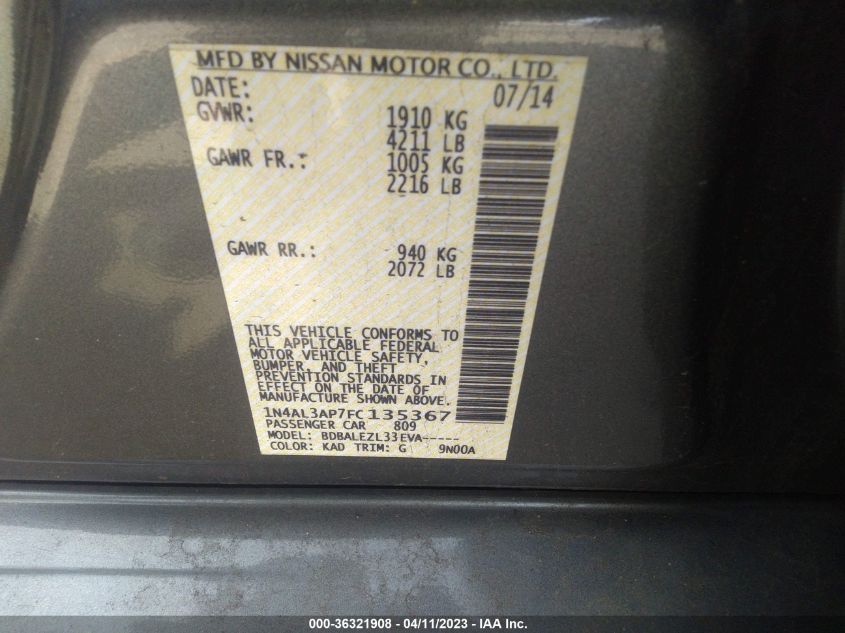 MFD BY NISSAN MOTOR CO., LTD.
DATE: 07/14
GVWR: 1910 KG
4211 LB
GAWR FR.: 1005 KG
2216 LB
GAWR RR.: 940 KG
2072 LB
THIS VEHICLE CONFORMS TO
ALL APPLICABLE FEDERAL
MOTOR VEHICLE SAFETY,
BUMPER, AND THEFT
PREVENTION STANDARDS IN
EFFECT ON THE DATE OF
MANUFACTURE SHOWN ABOVE.
1N4AL3AP7FC135367
PASSENGER CAR 809
MODEL: BDBALEZL33EVA-----
COLOR: KAD TRIM: G 9N00A
000-36321908 - 04/11/2023 - IAA Inc.